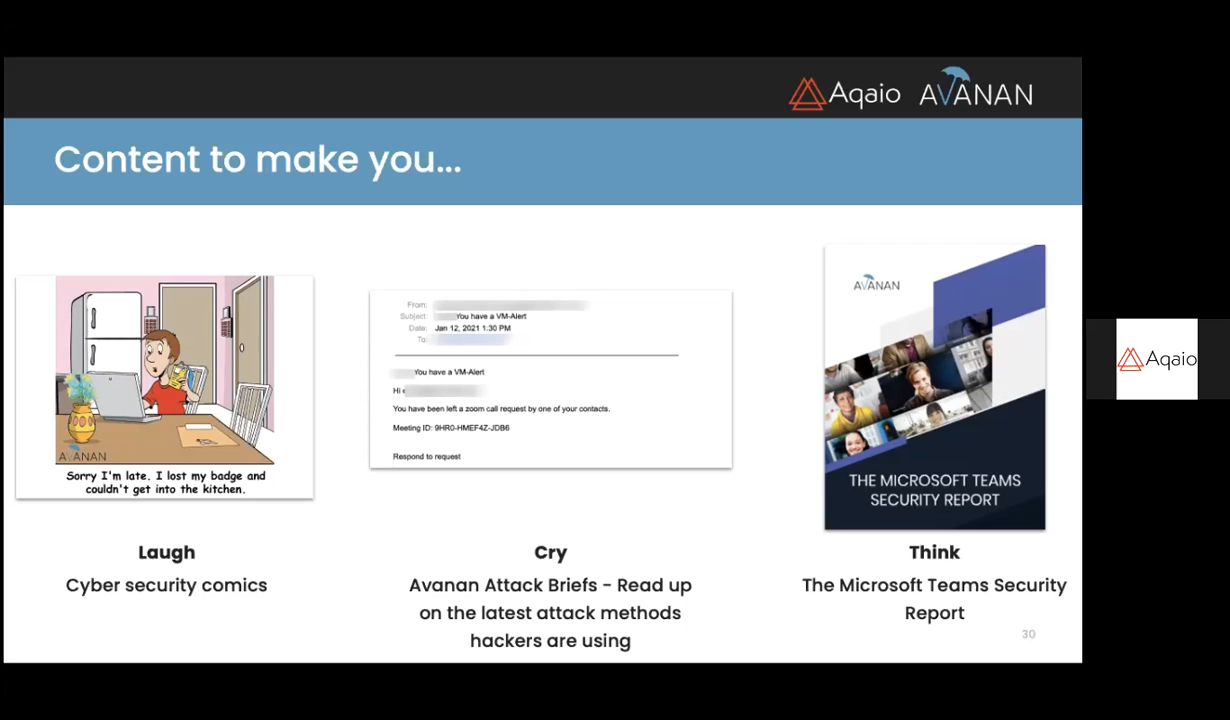 Aqaio AVANAN
Content to make you...
AVANAN
Sorry I'm late. I lost my badge and
couldn't get into the kitchen.
Laugh
Cyber security comics
From:
Subject: You have a VM-Alert
Date: Jan 12, 2021 1:30 PM
To:
You have a VM-Alert
Hi
You have been left a zoom call request by one of your contacts.
Meeting ID: 9HR0-HMEF4Z-JDB6
Respond to request
Cry
Avanan Attack Briefs - Read up
on the latest attack methods
hackers are using
AVANAN
THE MICROSOFT TEAMS
SECURITY REPORT
Think
The Microsoft Teams Security
Report
30
Aqaio